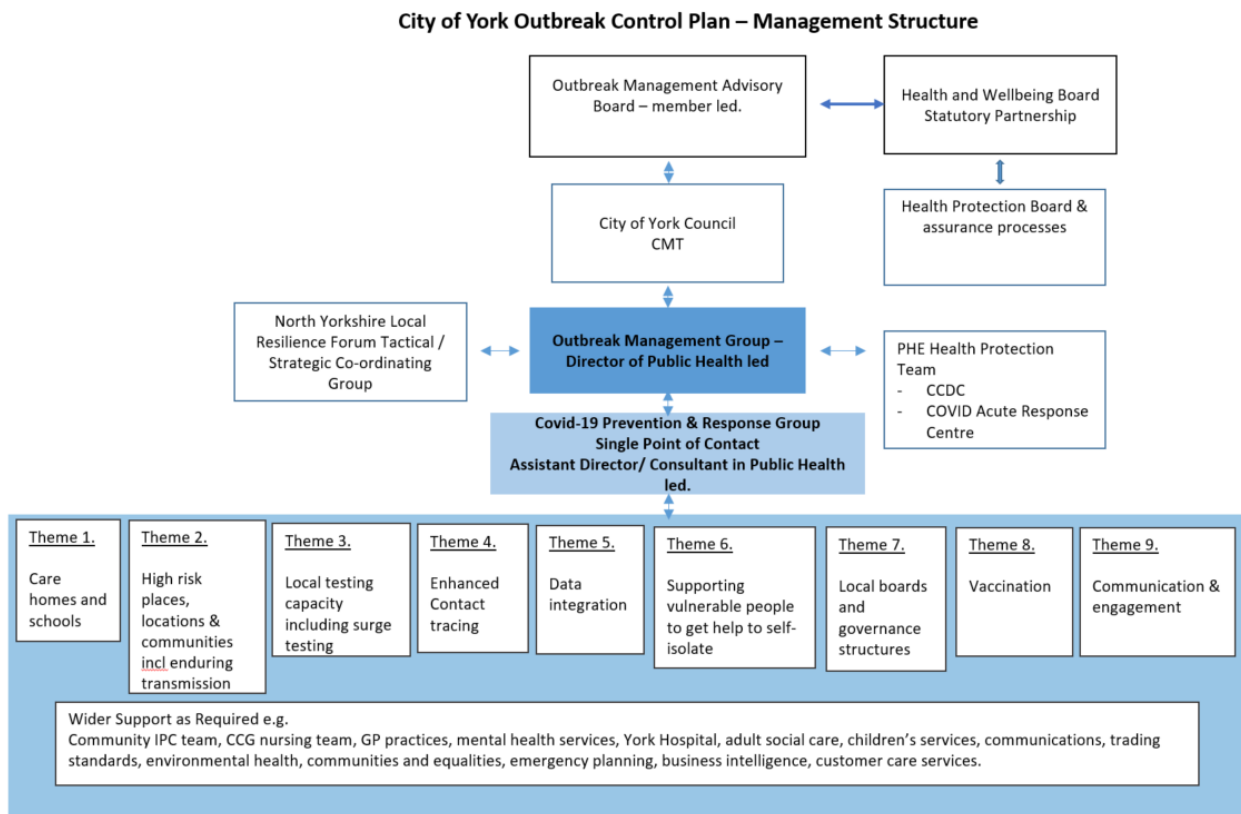 City of York Outbreak Control Plan – Management Structure
Outbreak Management Advisory
Board – member led.
Health and Wellbeing Board
Statutory Partnership
City of York Council
CMT
Health Protection Board &
assurance processes
North Yorkshire Local
Resilience Forum Tactical /
Strategic Co-ordinating
Group
Outbreak Management Group –
Director of Public Health led
PHE Health Protection
Team
- CCDC
- COVID Acute Response
Centre
Covid-19 Prevention & Response Group
Single Point of Contact
Assistant Director/ Consultant in Public Health
led.
Theme 1.
Care
homes and
schools
Theme 2.
High risk
places,
locations &
communities
incl enduring
transmission
Theme 3.
Local testing
capacity
including surge
testing
Theme 4.
Enhanced
Contact
tracing
Theme 5.
Data
integration
Theme 6.
Supporting
vulnerable people
to get help to self-
isolate
Theme 7.
Local boards
and
governance
structures
Theme 8.
Vaccination
Theme 9.
Communication &
engagement
Wider Support as Required e.g.
Community IPC team, CCG nursing team, GP practices, mental health services, York Hospital, adult social care, children’s services, communications, trading
standards, environmental health, communities and equalities, emergency planning, business intelligence, customer care services.